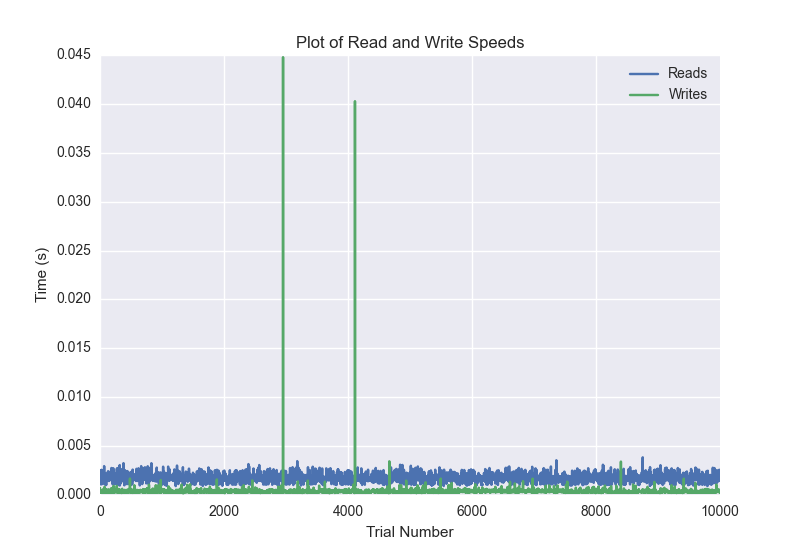 Plot of Read and Write Speeds
0.045
0.040
0.035
0.030
0.025
0.020
0.015
0.010
0.005
0.000
Time (s)
Reads
Writes
0 2000 4000 6000 8000 10000
Trial Number